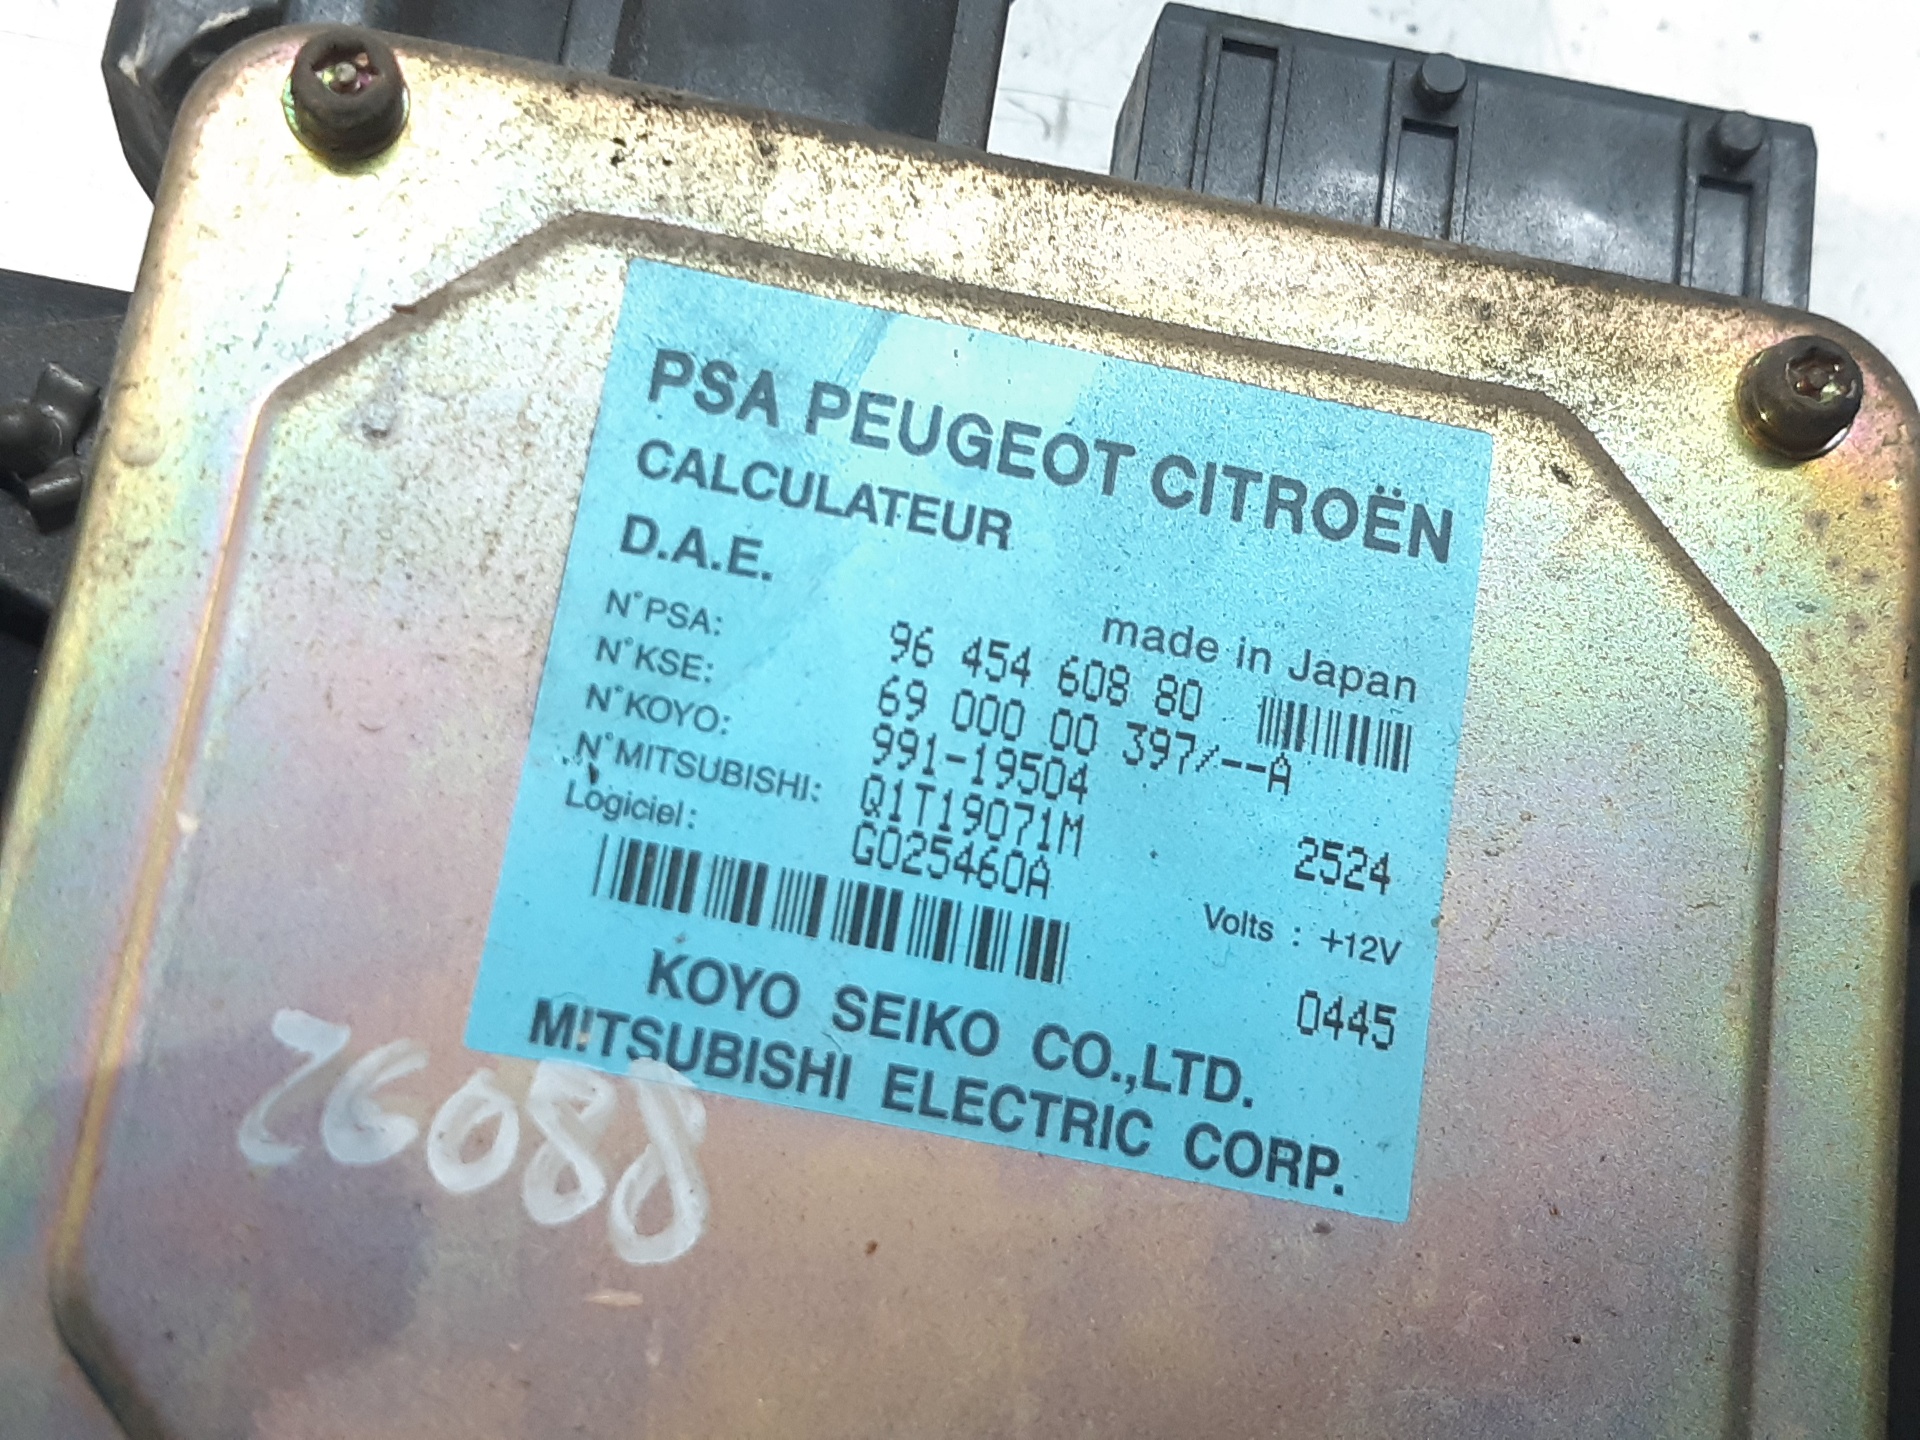 PSA PEUGEOT CITROËN
CALCULATEUR
D.A.E.
made in Japan
N°PSA: 96 454 608 80
N°KSE: 69 000 00 397/--A
N°KOYO: 991-19504
N°MITSUBISHI: Q1T19071M 2524
Logiciel: G025460A
Volts : +12V
0445
KOYO SEIKO CO.,LTD.
MITSUBISHI ELECTRIC CORP.
26088